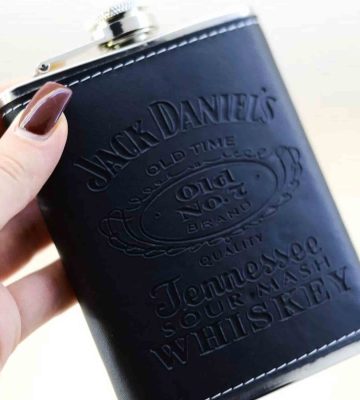 JACK DANIEL'S
OLD TIME
Old
No. 7
BRAND
QUALITY
Tennessee
SOUR MASH
WHISKEY